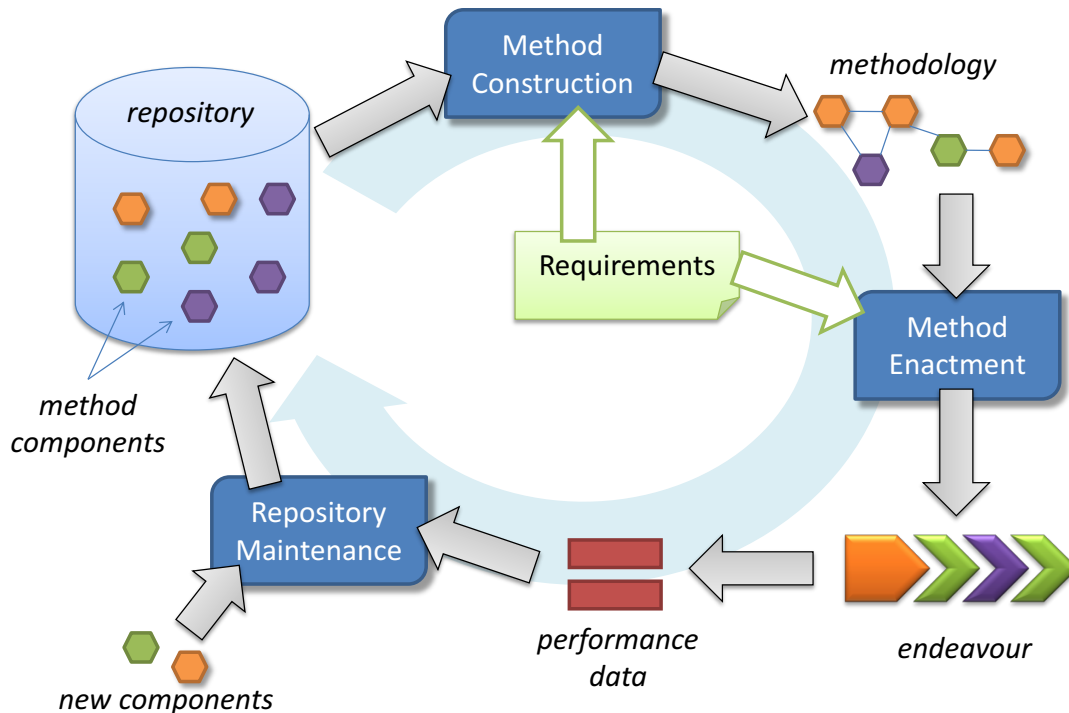 Method
Construction
methodology
repository
Requirements
Method
Enactment
method
components
Repository
Maintenance
performance
data
endeavour
new components